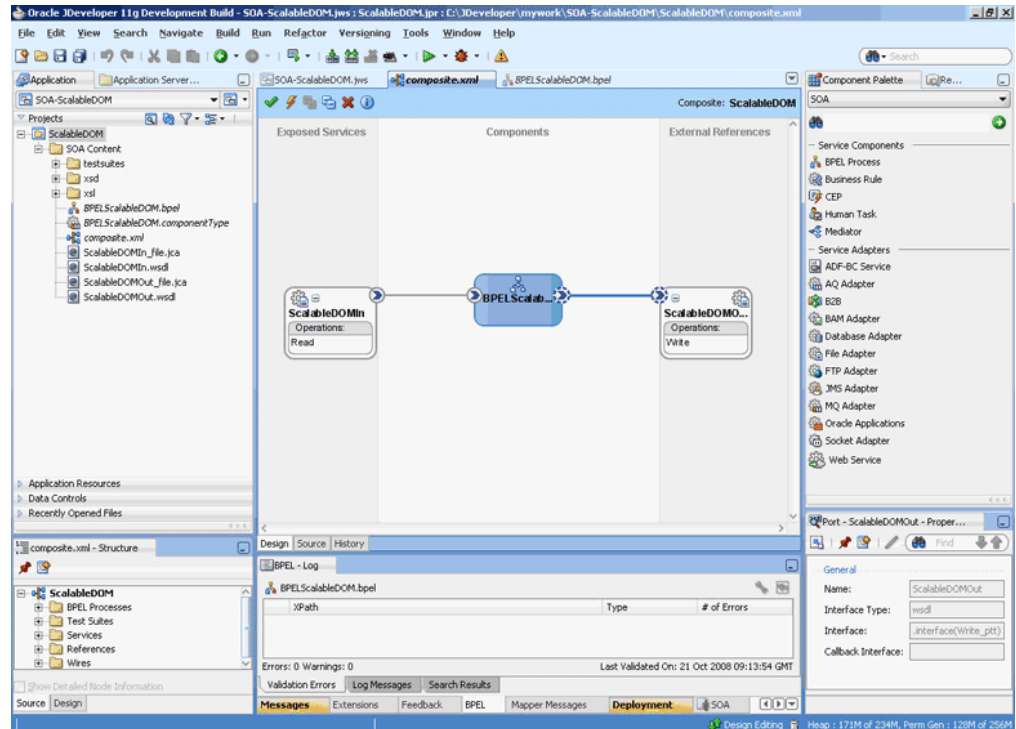 Oracle JDeveloper 11g Development Build - SOA-ScalableDOM.jws : ScalableDOM.jpr : C:\JDeveloper\mywork\SOA-ScalableDOM\ScalableDOM\composite.xml
File Edit View Search Navigate Build Run Refactor Versioning Tools Window Help
Search
Application
Application Server...
SOA-ScalableDOM
Projects
ScalableDOM
SOA Content
testsuites
xsd
xsl
BPELScalableDOM.bpel
BPELScalableDOM.componentType
composite.xml
ScalableDOMIn_file.jca
ScalableDOMIn.wsdl
ScalableDOMOut_file.jca
ScalableDOMOut.wsdl
Application Resources
Data Controls
Recently Opened Files
composite.xml - Structure
ScalableDOM
BPEL Processes
Test Suites
Services
References
Wires
Show Detailed Node Information
Source Design
SOA-ScalableDOM.jws
composite.xml
BPELScalableDOM.bpel
Composite: ScalableDOM
Exposed Services
Components
External References
ScalableDOMIn
Operations:
Read
BPELScalab...
ScalableDOMO...
Operations:
Write
Design Source History
BPEL - Log
BPELScalableDOM.bpel
XPath Type # of Errors
Errors: 0 Warnings: 0
Last Validated On: 21 Oct 2008 09:13:54 GMT
Validation Errors Log Messages Search Results
Messages Extensions Feedback BPEL Mapper Messages Deployment SOA
Component Palette
Re...
SOA
Service Components
BPEL Process
Business Rule
CEP
Human Task
Mediator
Service Adapters
ADF-BC Service
AQ Adapter
B2B
BAM Adapter
Database Adapter
File Adapter
FTP Adapter
JMS Adapter
MQ Adapter
Oracle Applications
Socket Adapter
Web Service
Port - ScalableDOMOut - Proper...
Find
General
Name: ScalableDOMOut
Interface Type: wsdl
Interface: .interface(Write_ptt)
Callback Interface:
Design Editing
Heap : 171M of 234M, Perm Gen : 128M of 256M